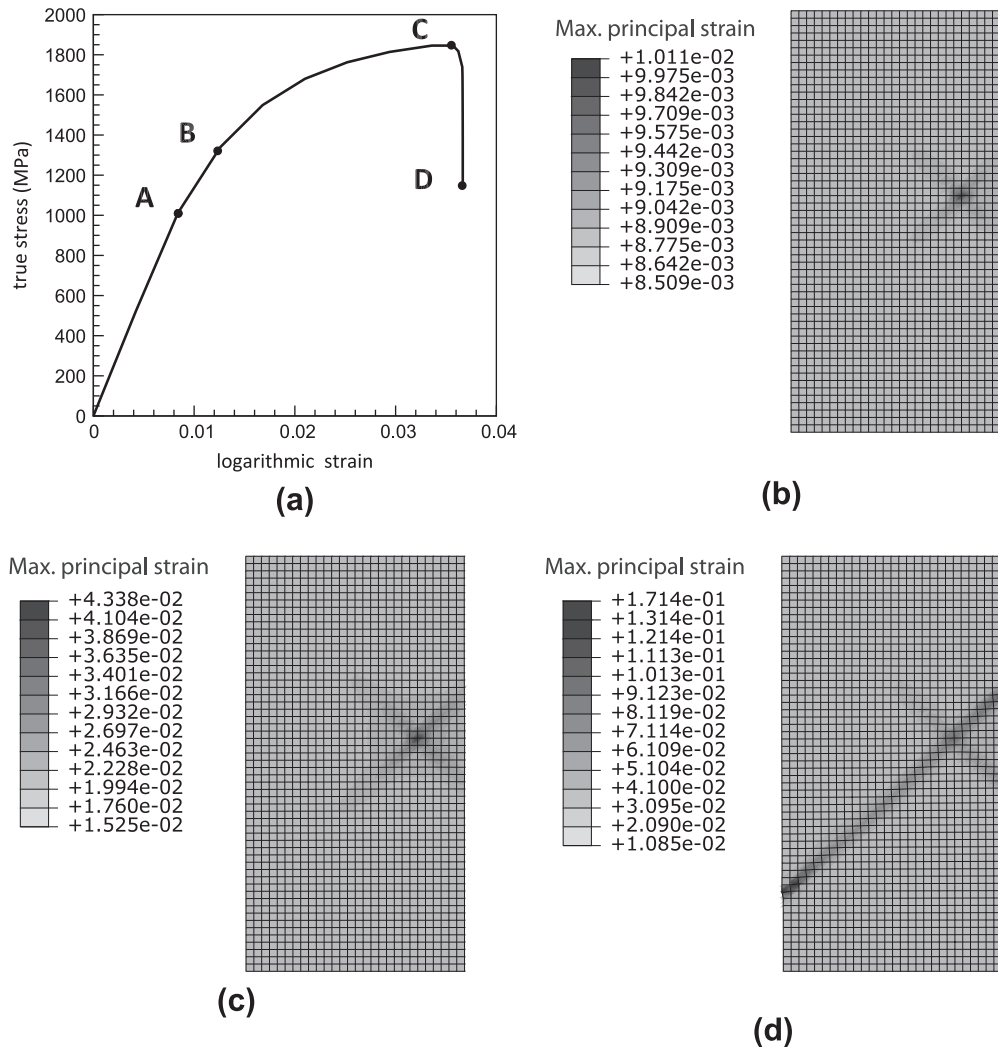 2000
1800
1600
1400
1200
1000
800
600
400
200
0
true stress (MPa)
A
B
C
D
0 0.01 0.02 0.03 0.04
logarithmic strain
(a)
Max. principal strain
+1.011e-02
+9.975e-03
+9.842e-03
+9.709e-03
+9.575e-03
+9.442e-03
+9.309e-03
+9.175e-03
+9.042e-03
+8.909e-03
+8.775e-03
+8.642e-03
+8.509e-03
(b)
Max. principal strain
+4.338e-02
+4.104e-02
+3.869e-02
+3.635e-02
+3.401e-02
+3.166e-02
+2.932e-02
+2.697e-02
+2.463e-02
+2.228e-02
+1.994e-02
+1.760e-02
+1.525e-02
(c)
Max. principal strain
+1.714e-01
+1.314e-01
+1.214e-01
+1.113e-01
+1.013e-01
+9.123e-02
+8.119e-02
+7.114e-02
+6.109e-02
+5.104e-02
+4.100e-02
+3.095e-02
+2.090e-02
+1.085e-02
(d)